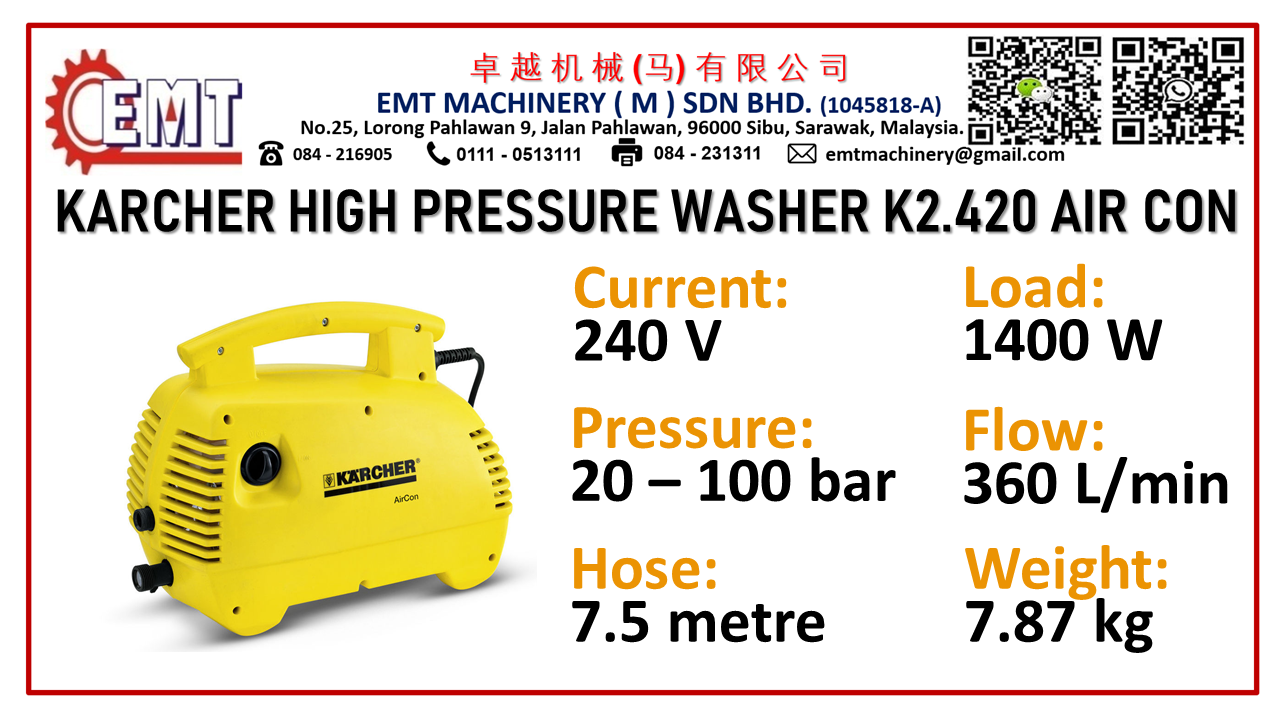 EMT
卓越机械(马)有限公司
EMT MACHINERY ( M ) SDN BHD. (1045818-A)
No.25, Lorong Pahlawan 9, Jalan Pahlawan, 96000 Sibu, Sarawak, Malaysia.
084 - 216905 0111 - 0513111 084 - 231311 emtmachinery@gmail.com
KARCHER HIGH PRESSURE WASHER K2.420 AIR CON
Current:
240 V
Load:
1400 W
Pressure:
20 – 100 bar
Flow:
360 L/min
Hose:
7.5 metre
Weight:
7.87 kg
KÄRCHER®
AirCon